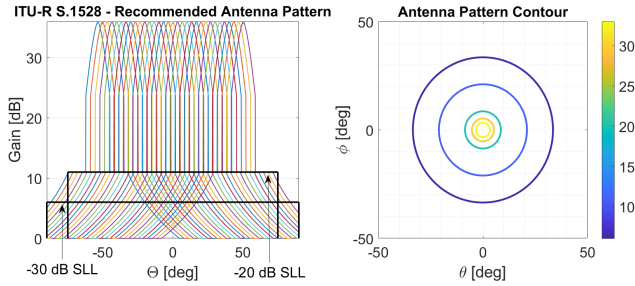 ITU-R S.1528 - Recommended Antenna Pattern
Gain [dB]
30
20
10
0
-50
0
50
Θ [deg]
-30 dB SLL
-20 dB SLL
Antenna Pattern Contour
ϕ [deg]
50
0
-50
-50
0
50
θ [deg]
30
25
20
15
10